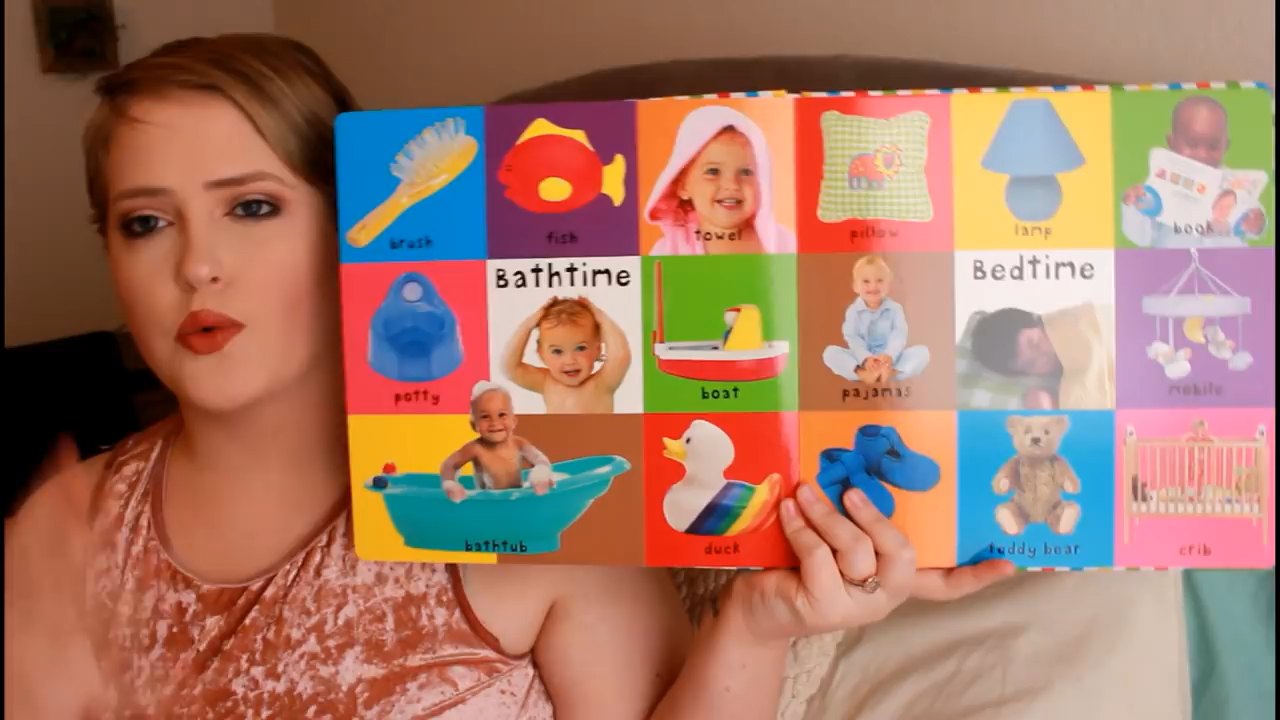 brush
fish
towel
pillow
lamp
book
potty
Bathtime
boat
pajamas
Bedtime
mobile
bathtub
duck
teddy bear
crib